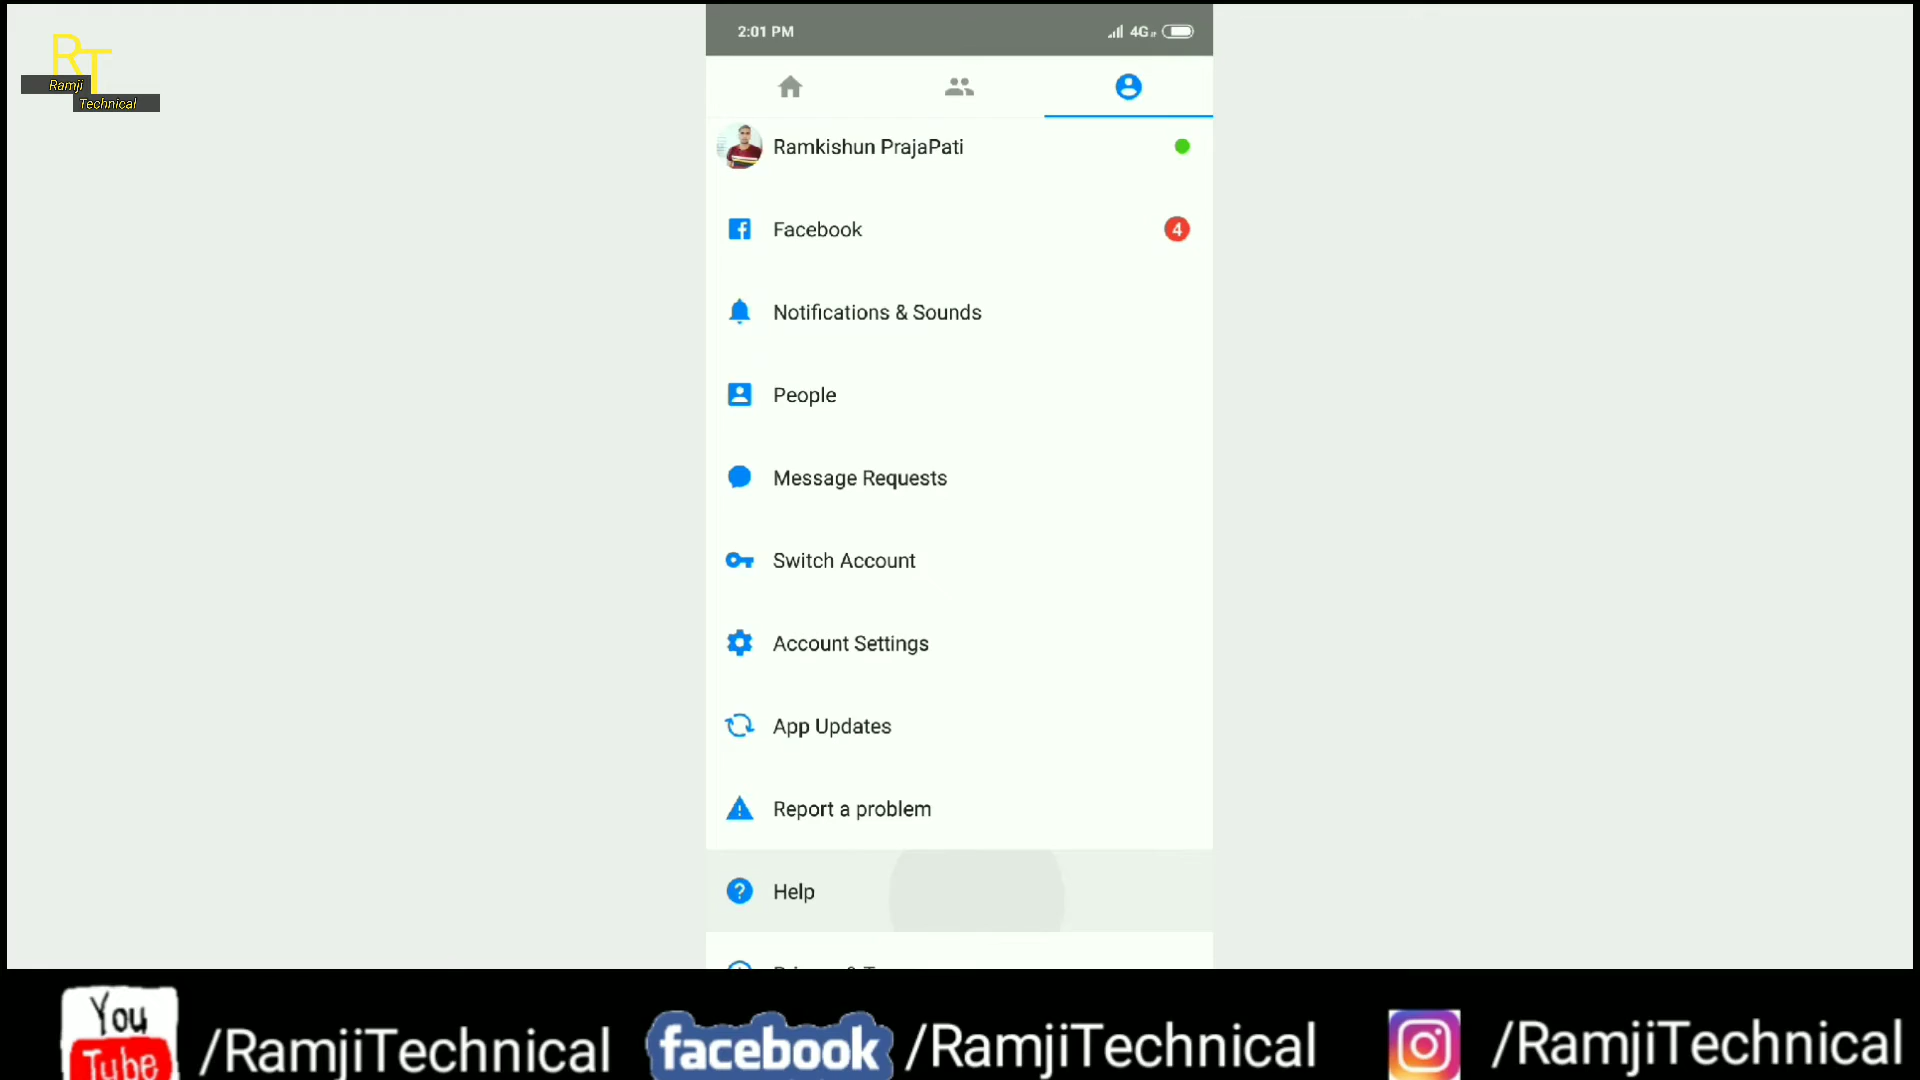 RT
Ramji
Technical
2:01 PM
4G
Ramkishun PrajaPati
Facebook
4
Notifications & Sounds
People
Message Requests
Switch Account
Account Settings
App Updates
Report a problem
Help
You
Tube
/RamjiTechnical
facebook
/RamjiTechnical
/RamjiTechnical